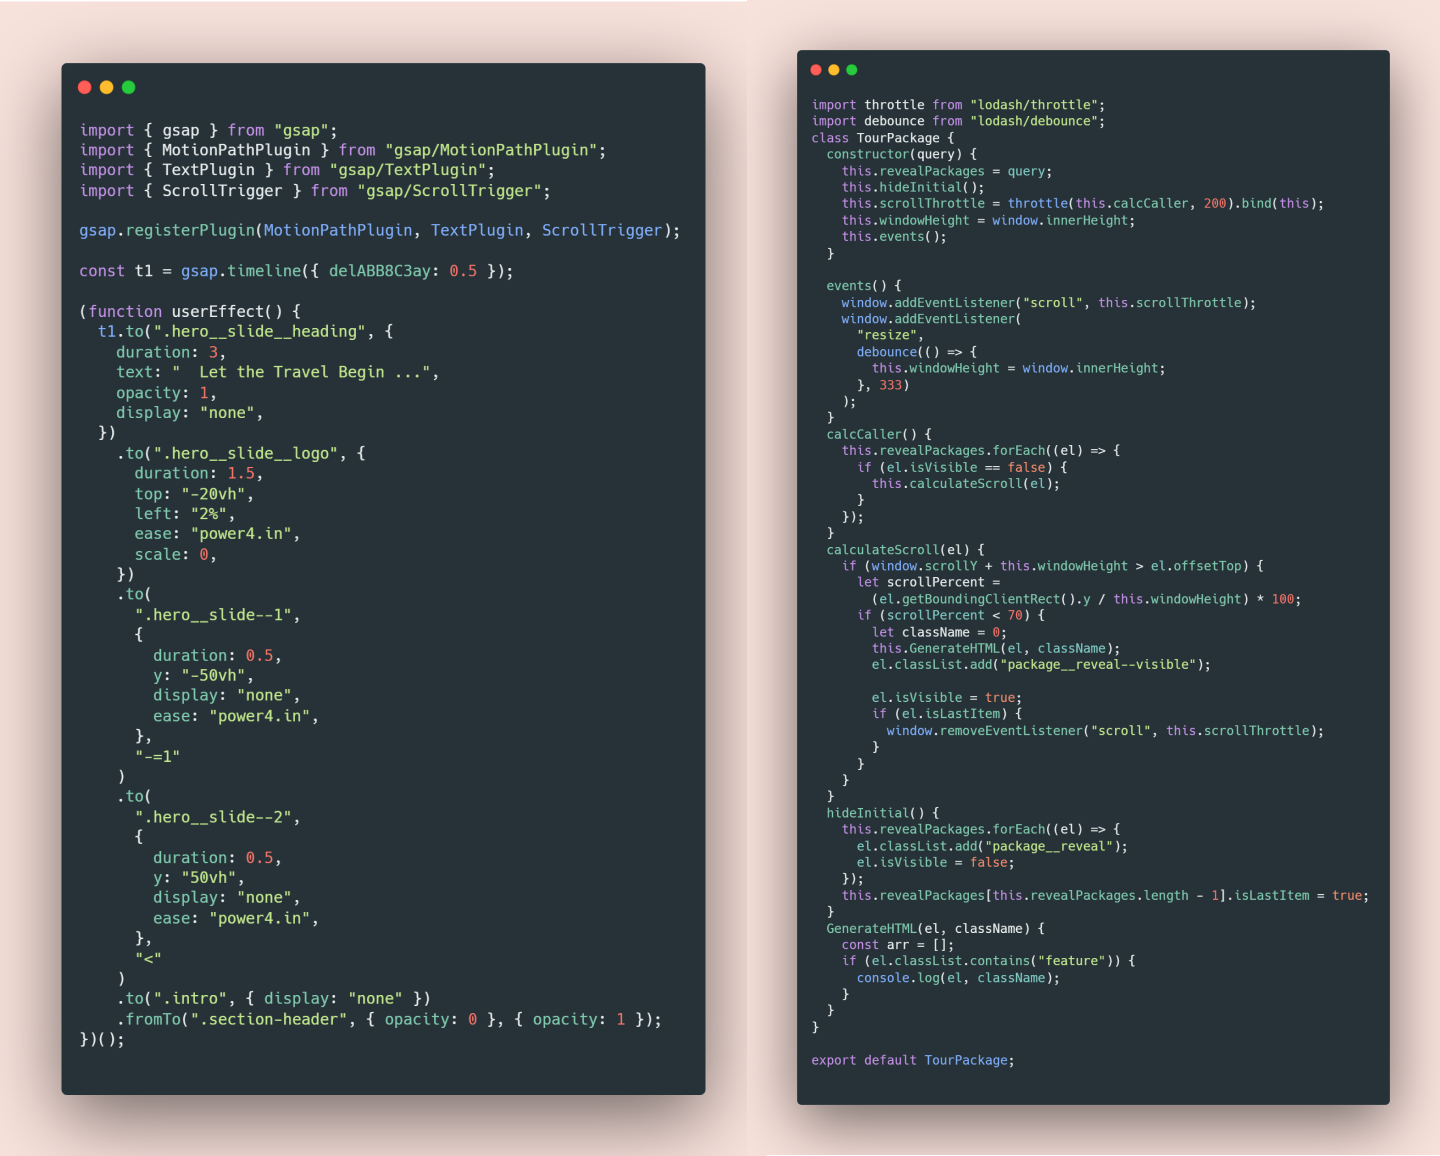 import { gsap } from "gsap";
import { MotionPathPlugin } from "gsap/MotionPathPlugin";
import { TextPlugin } from "gsap/TextPlugin";
import { ScrollTrigger } from "gsap/ScrollTrigger";

gsap.registerPlugin(MotionPathPlugin, TextPlugin, ScrollTrigger);

const t1 = gsap.timeline({ delABB8C3ay: 0.5 });

(function userEffect() {
  t1.to(".hero__slide__heading", {
    duration: 3,
    text: "  Let the Travel Begin ...",
    opacity: 1,
    display: "none",
  })
    .to(".hero__slide__logo", {
      duration: 1.5,
      top: "-20vh",
      left: "2%",
      ease: "power4.in",
      scale: 0,
    })
    .to(
      ".hero__slide--1",
      {
        duration: 0.5,
        y: "-50vh",
        display: "none",
        ease: "power4.in",
      },
      "-=1"
    )
    .to(
      ".hero__slide--2",
      {
        duration: 0.5,
        y: "50vh",
        display: "none",
        ease: "power4.in",
      },
      "<"
    )
    .to(".intro", { display: "none" })
    .fromTo(".section-header", { opacity: 0 }, { opacity: 1 });
})();

import throttle from "lodash/throttle";
import debounce from "lodash/debounce";
class TourPackage {
  constructor(query) {
    this.revealPackages = query;
    this.hideInitial();
    this.scrollThrottle = throttle(this.calcCaller, 200).bind(this);
    this.windowHeight = window.innerHeight;
    this.events();
  }

  events() {
    window.addEventListener("scroll", this.scrollThrottle);
    window.addEventListener(
      "resize",
      debounce(() => {
        this.windowHeight = window.innerHeight;
      }, 333)
    );
  }
  calcCaller() {
    this.revealPackages.forEach((el) => {
      if (el.isVisible == false) {
        this.calculateScroll(el);
      }
    });
  }
  calculateScroll(el) {
    if (window.scrollY + this.windowHeight > el.offsetTop) {
      let scrollPercent =
        (el.getBoundingClientRect().y / this.windowHeight) * 100;
      if (scrollPercent < 70) {
        let className = 0;
        this.GenerateHTML(el, className);
        el.classList.add("package__reveal--visible");

        el.isVisible = true;
        if (el.isLastItem) {
          window.removeEventListener("scroll", this.scrollThrottle);
        }
      }
    }
  }
  hideInitial() {
    this.revealPackages.forEach((el) => {
      el.classList.add("package__reveal");
      el.isVisible = false;
    });
    this.revealPackages[this.revealPackages.length - 1].isLastItem = true;
  }
  GenerateHTML(el, className) {
    const arr = [];
    if (el.classList.contains("feature")) {
      console.log(el, className);
    }
  }
}

export default TourPackage;